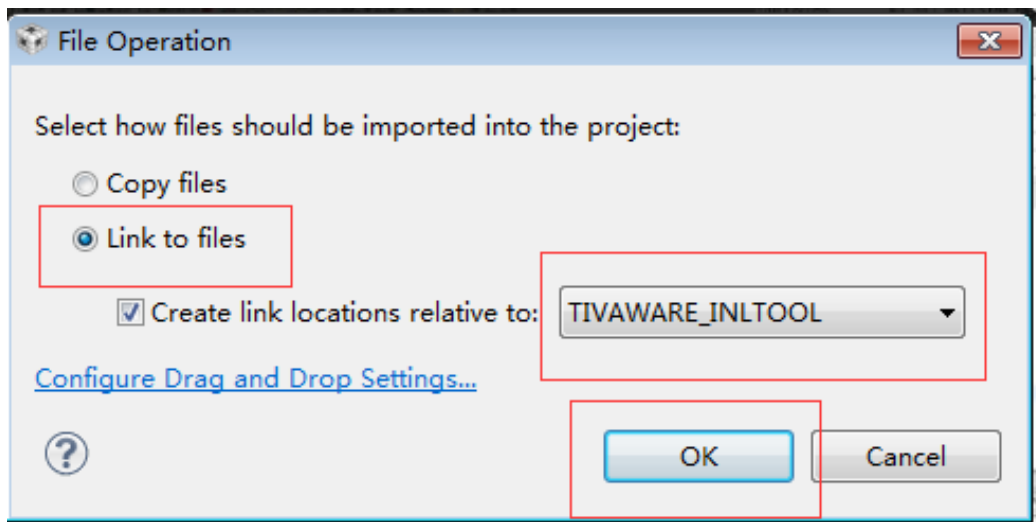 File Operation
Select how files should be imported into the project:
Copy files
Link to files
Create link locations relative to: TIVAWARE_INLTOOL
Configure Drag and Drop Settings...
? OK Cancel